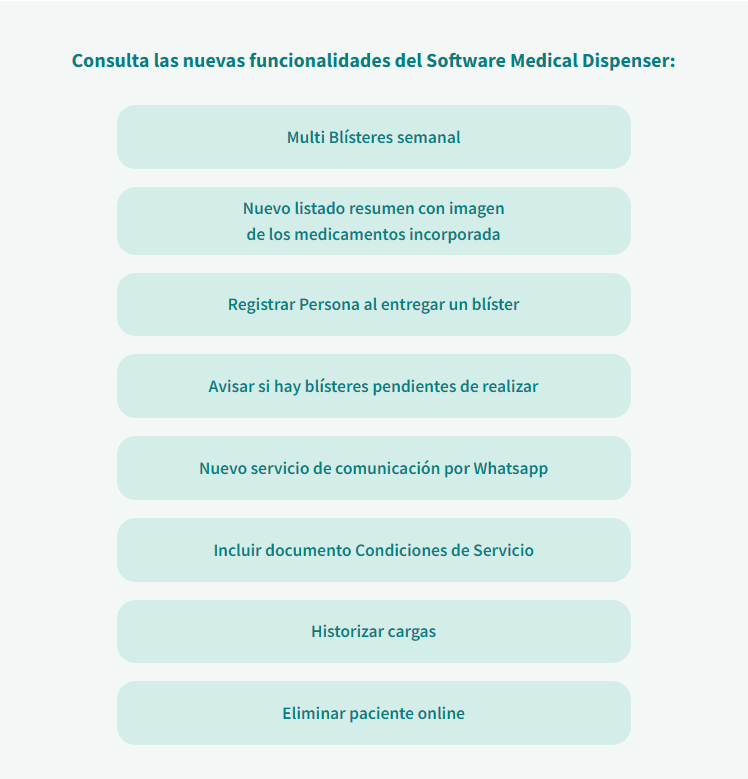 Consulta las nuevas funcionalidades del Software Medical Dispenser:
Multi Blísteres semanal
Nuevo listado resumen con imagen
de los medicamentos incorporada
Registrar Persona al entregar un blíster
Avisar si hay blísteres pendientes de realizar
Nuevo servicio de comunicación por Whatsapp
Incluir documento Condiciones de Servicio
Historizar cargas
Eliminar paciente online